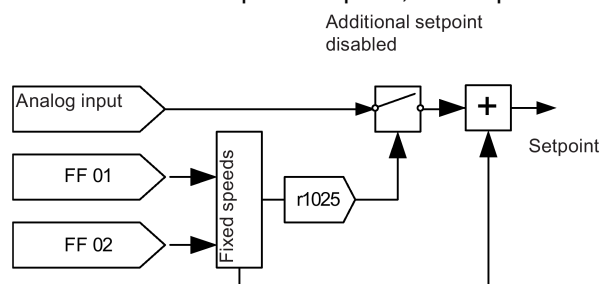 Additional setpoint
disabled
Analog input
+
Setpoint
FF 01
Fixed speeds
r1025
FF 02